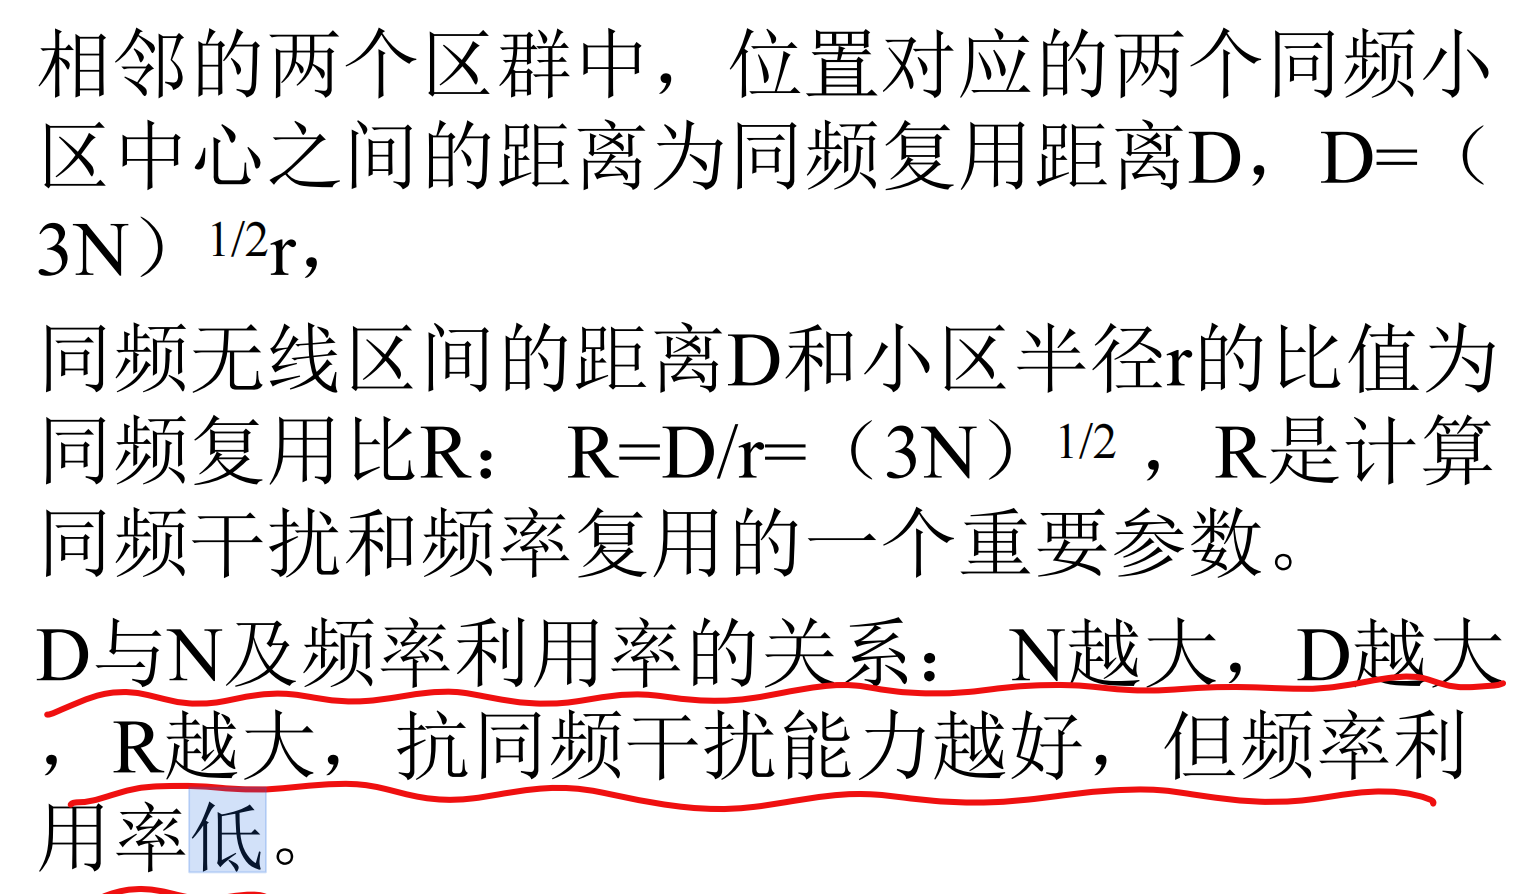 相邻的两个区群中，位置对应的两个同频小
区中心之间的距离为同频复用距离D，D=（
3N）1/2r，
同频无线区间的距离D和小区半径r的比值为
同频复用比R： R=D/r=（3N）1/2 ，R是计算
同频干扰和频率复用的一个重要参数。
D与N及频率利用率的关系： N越大，D越大
，R越大，抗同频干扰能力越好，但频率利
用率低。